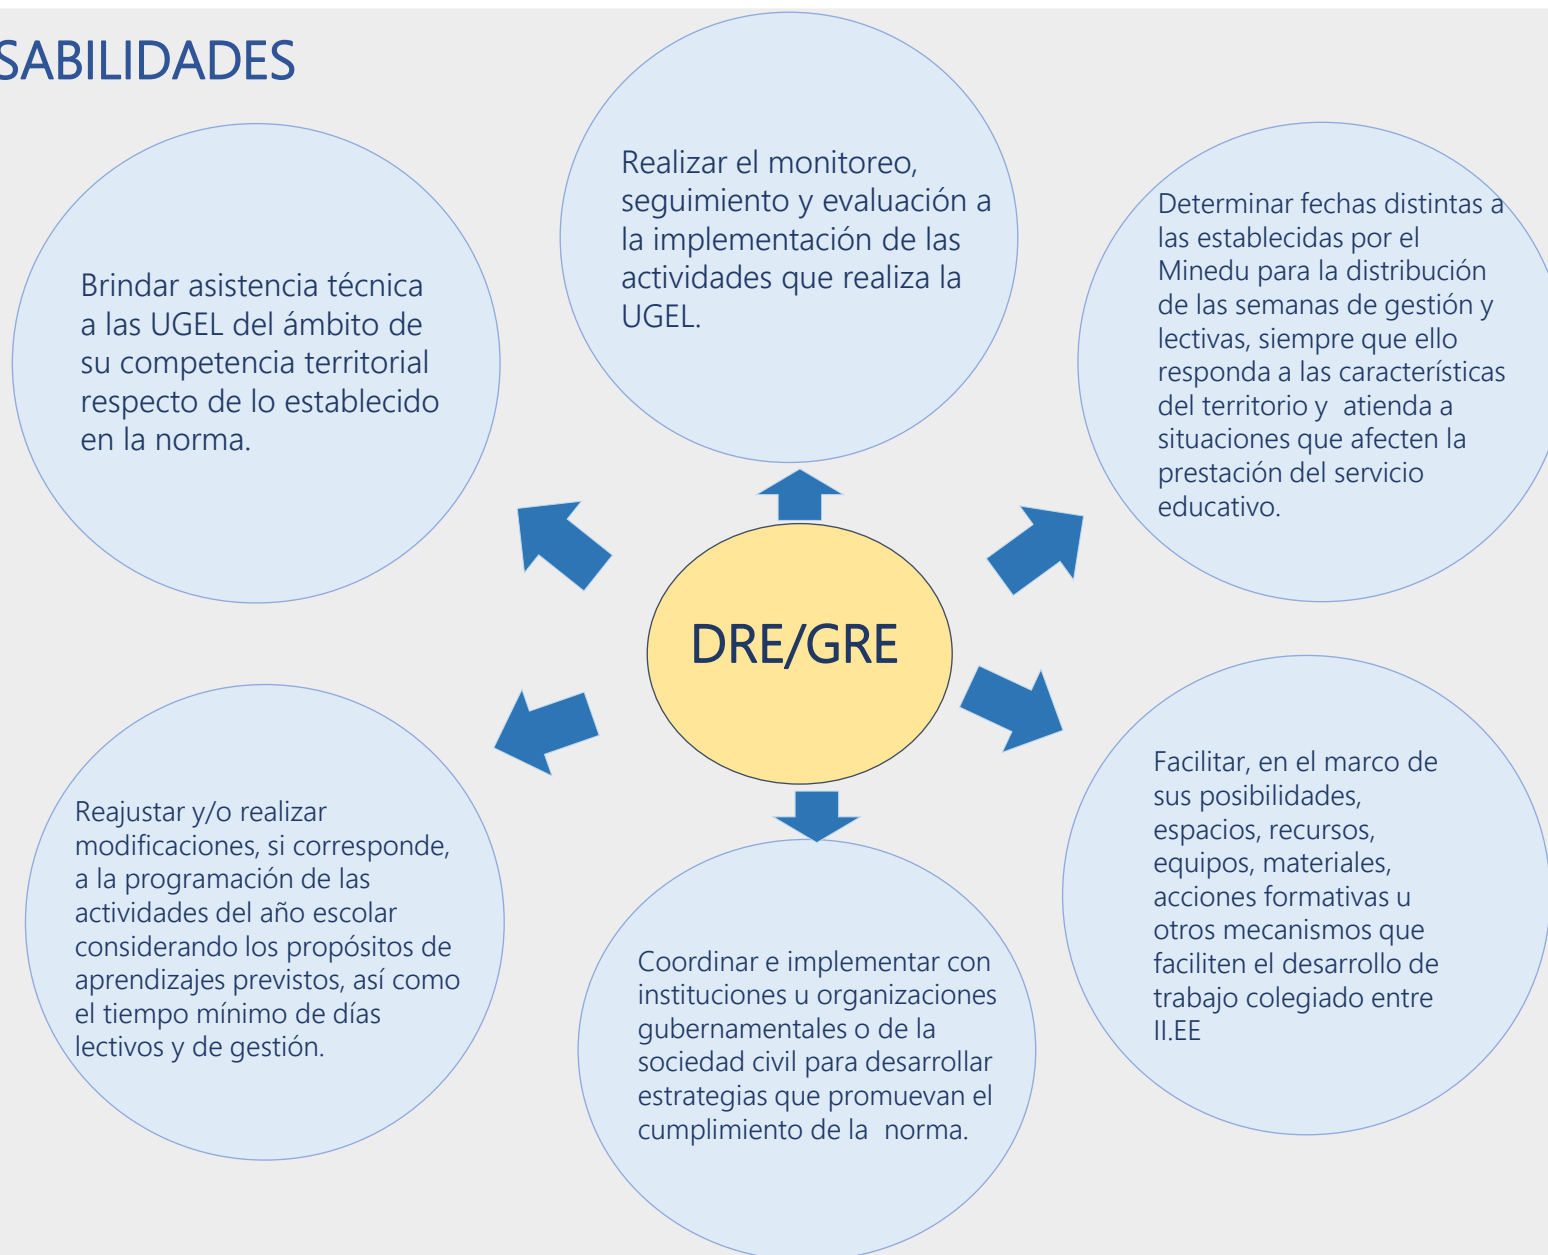 SABILIDADES
Realizar el monitoreo,
seguimiento y evaluación a
la implementación de las
actividades que realiza la
UGEL.
Brindar asistencia técnica
a las UGEL del ámbito de
su competencia territorial
respecto de lo establecido
en la norma.
Determinar fechas distintas a
las establecidas por el
Minedu para la distribución
de las semanas de gestión y
lectivas, siempre que ello
responda a las características
del territorio y  atienda a
situaciones que afecten la
prestación del servicio
educativo.
DRE/GRE
Reajustar y/o realizar
modificaciones, si corresponde,
a la programación de las
actividades del año escolar
considerando los propósitos de
aprendizajes previstos, así como
el tiempo mínimo de días
lectivos y de gestión.
Coordinar e implementar con
instituciones u organizaciones
gubernamentales o de la
sociedad civil para desarrollar
estrategias que promuevan el
cumplimiento de la  norma.
Facilitar, en el marco de
sus posibilidades,
espacios, recursos,
equipos, materiales,
acciones formativas u
otros mecanismos que
faciliten el desarrollo de
trabajo colegiado entre
II.EE